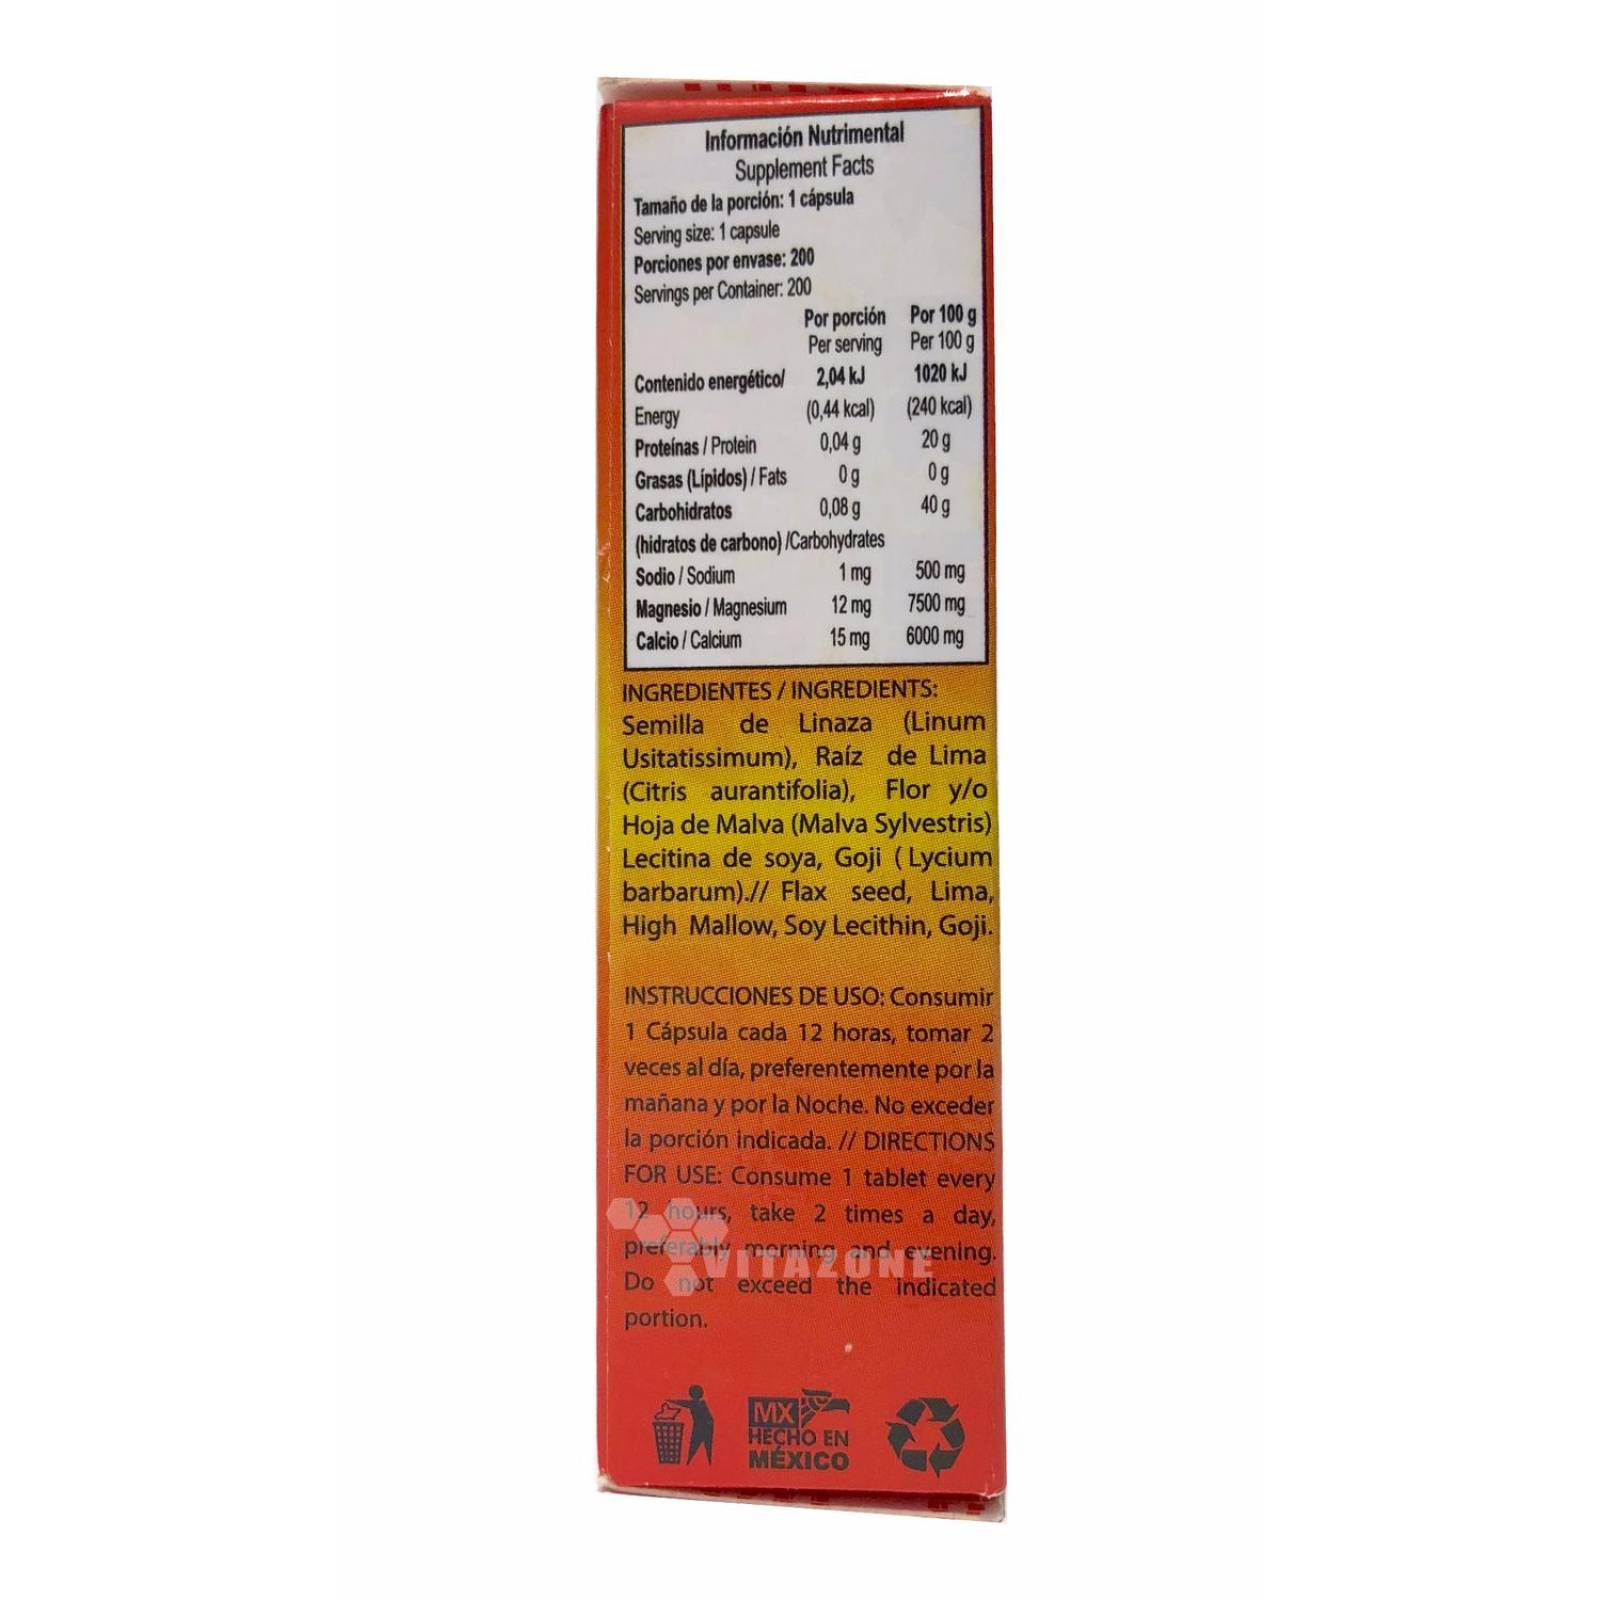 Información Nutrimental
Supplement Facts
Tamaño de la porción: 1 cápsula
Serving size: 1 capsule
Porciones por envase: 200
Servings per Container: 200
Por porción Por 100 g
Per serving Per 100 g
Contenido energético/ 2,04 kJ 1020 kJ
Energy (0,44 kcal) (240 kcal)
Proteínas / Protein 0,04 g 20 g
Grasas (Lípidos) / Fats 0 g 0 g
Carbohidratos 0,08 g 40 g
(hidratos de carbono) /Carbohydrates
Sodio / Sodium 1 mg 500 mg
Magnesio / Magnesium 12 mg 7500 mg
Calcio / Calcium 15 mg 6000 mg
INGREDIENTES / INGREDIENTS:
Semilla de Linaza (Linum
Usitatissimum), Raíz de Lima
(Citris aurantifolia), Flor y/o
Hoja de Malva (Malva Sylvestris)
Lecitina de soya, Goji ( Lycium
barbarum).// Flax seed, Lima,
High Mallow, Soy Lecithin, Goji.
INSTRUCCIONES DE USO: Consumir
1 Cápsula cada 12 horas, tomar 2
veces al día, preferentemente por la
mañana y por la Noche. No exceder
la porción indicada. // DIRECTIONS
FOR USE: Consume 1 tablet every
12 hours, take 2 times a day,
preferably morning and evening.
VITAZONE
Do not exceed the indicated
portion.
MX
HECHO EN
MÉXICO